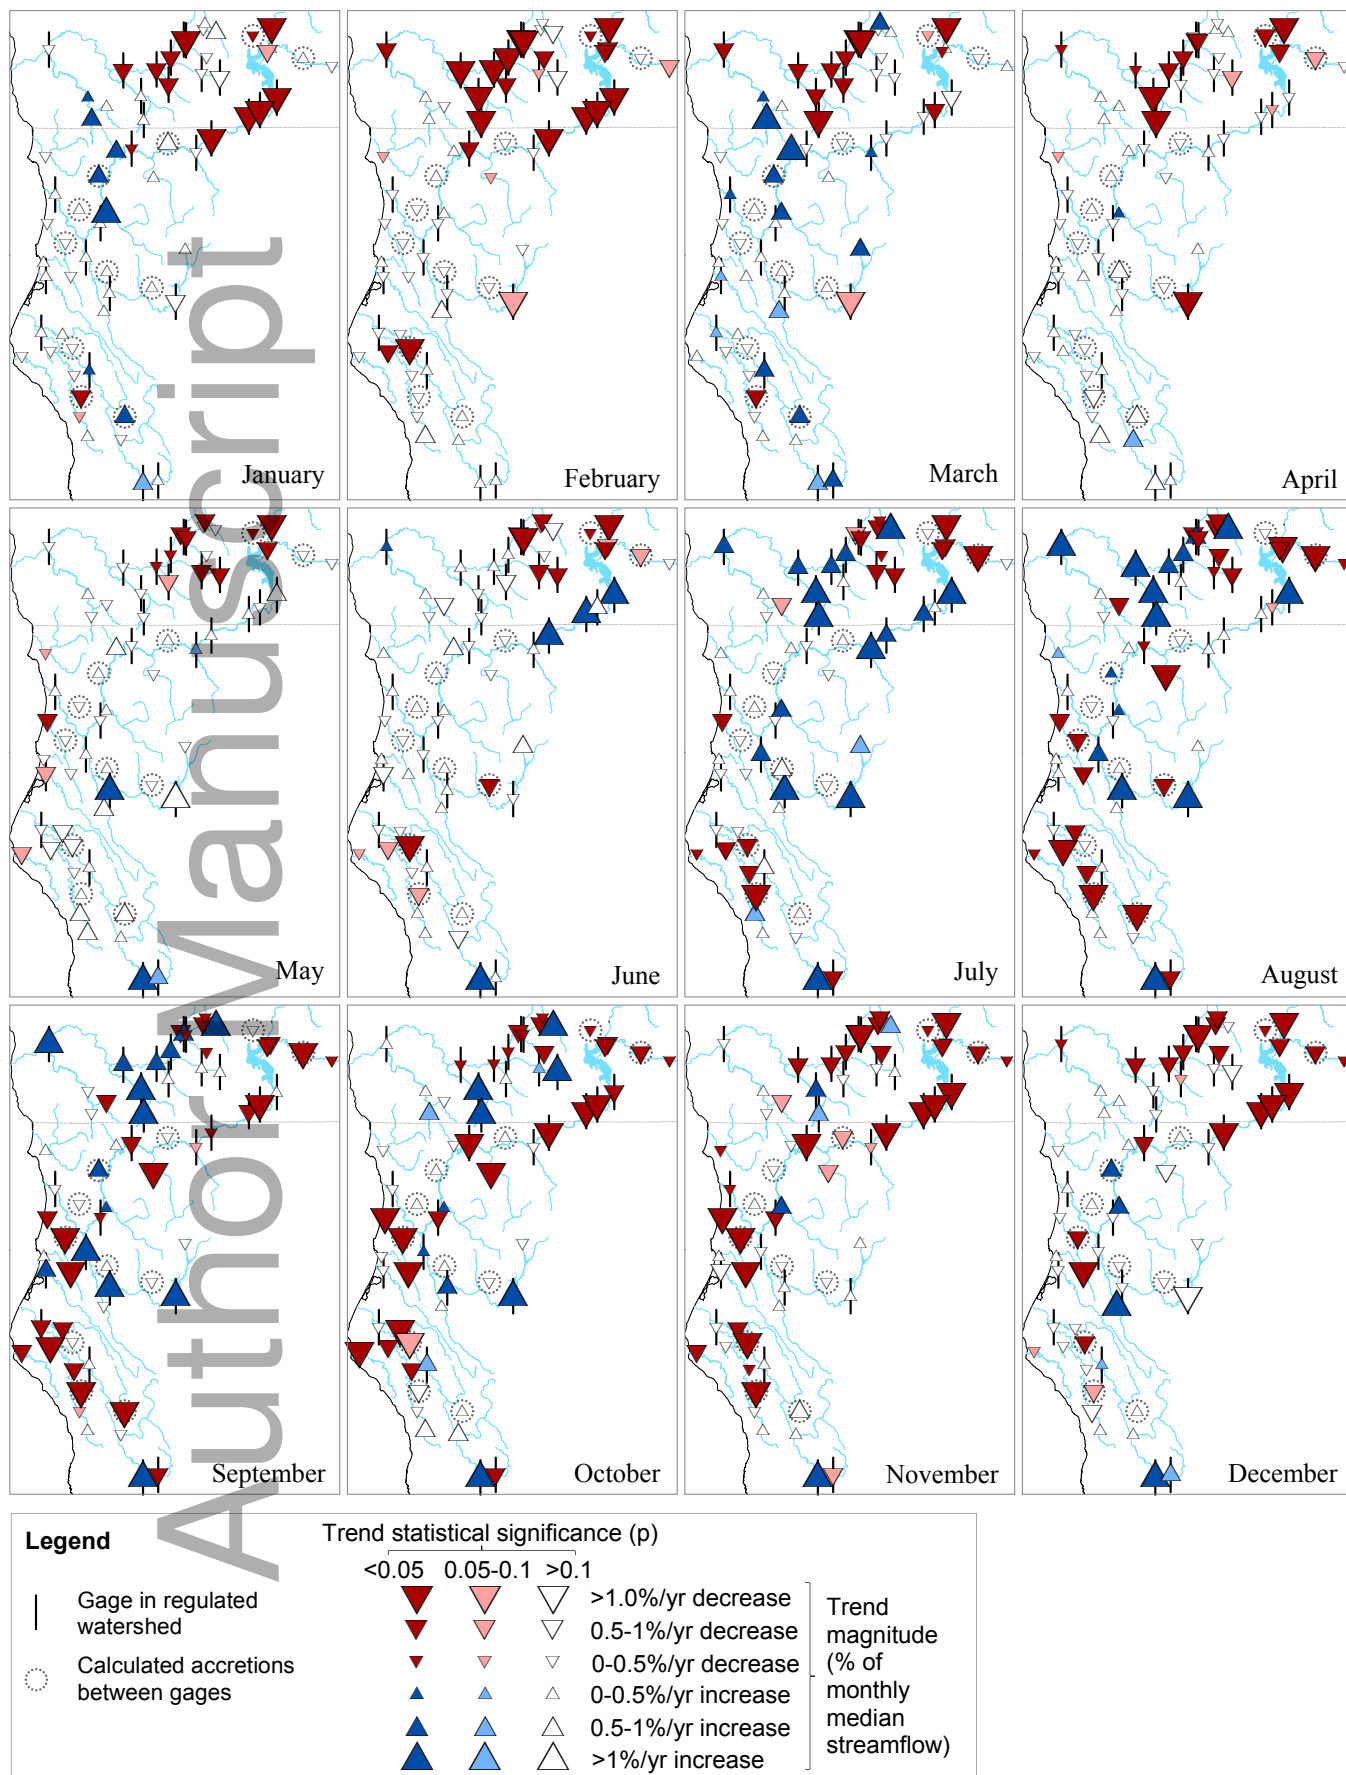 January
February
March
April
May
June
July
August
September
October
November
December
Author Manuscript
Legend
Gage in regulated
watershed
Calculated accretions
between gages
Trend statistical significance (p)
<0.05 0.05-0.1 >0.1
>1.0%/yr decrease
0.5-1%/yr decrease
0-0.5%/yr decrease
0-0.5%/yr increase
0.5-1%/yr increase
>1%/yr increase
Trend
magnitude
(% of
monthly
median
streamflow)